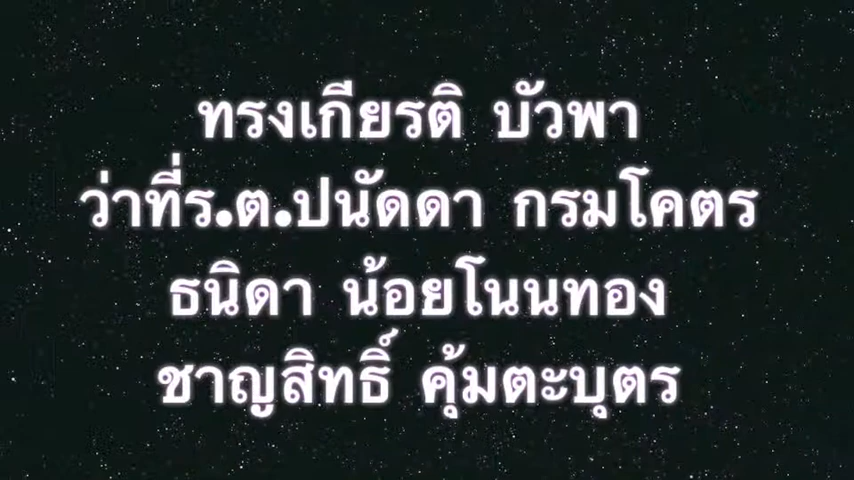 ทรงเกียรติ บัวพา
ว่าที่ร.ต.ปนัดดา กรมโคตร
ธนิดา น้อยโนนทอง
ชาญสิทธิ์ คุ้มตะบุตร